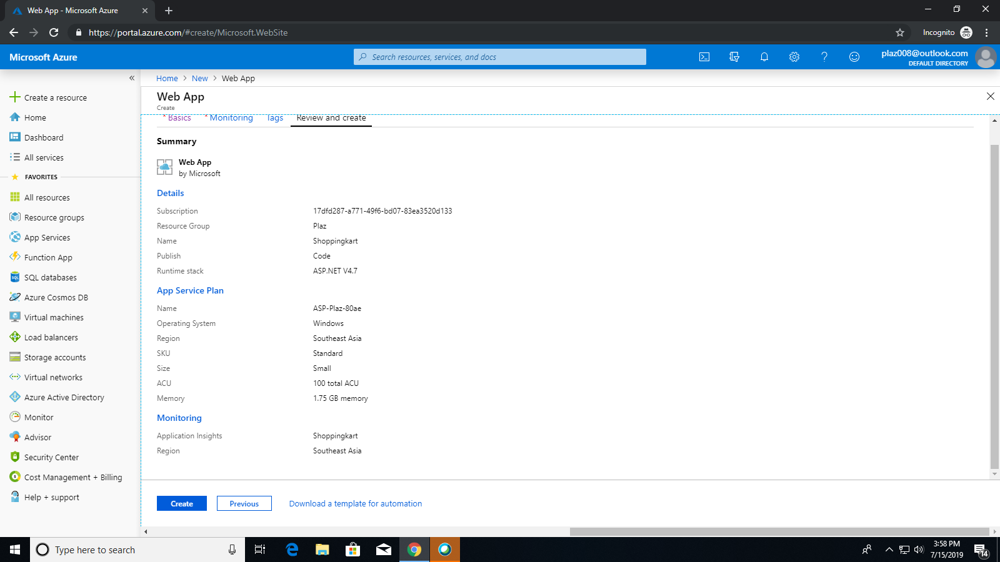 Web App - Microsoft Azure
https://portal.azure.com/#create/Microsoft.WebSite
Incognito
Microsoft Azure
Search resources, services, and docs
plaz008@outlook.com
DEFAULT DIRECTORY
Create a resource
Home
Dashboard
All services
FAVORITES
All resources
Resource groups
App Services
Function App
SQL databases
Azure Cosmos DB
Virtual machines
Load balancers
Storage accounts
Virtual networks
Azure Active Directory
Monitor
Advisor
Security Center
Cost Management + Billing
Help + support
Home > New > Web App
Web App
Create
* Basics * Monitoring Tags Review and create
Summary
Web App
by Microsoft
Details
Subscription 17dfd287-a771-49f6-bd07-83ea3520d133
Resource Group Plaz
Name Shoppingkart
Publish Code
Runtime stack ASP.NET V4.7
App Service Plan
Name ASP-Plaz-80ae
Operating System Windows
Region Southeast Asia
SKU Standard
Size Small
ACU 100 total ACU
Memory 1.75 GB memory
Monitoring
Application Insights Shoppingkart
Region Southeast Asia
Create Previous Download a template for automation
Type here to search
3:58 PM
7/15/2019
14